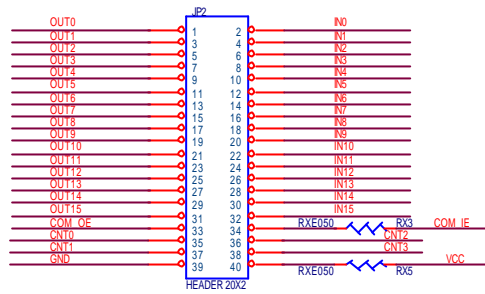 JP2
OUT0 1 2 IN0
OUT1 3 4 IN1
OUT2 5 6 IN2
OUT3 7 8 IN3
OUT4 9 10 IN4
OUT5 11 12 IN5
OUT6 13 14 IN6
OUT7 15 16 IN7
OUT8 17 18 IN8
OUT9 19 20 IN9
OUT10 21 22 IN10
OUT11 23 24 IN11
OUT12 25 26 IN12
OUT13 27 28 IN13
OUT14 29 30 IN14
OUT15 31 32 IN15
COM_OE 33 34 RXE050 RX3 COM_IE
CNT0 35 36 CNT2
CNT1 37 38 CNT3
GND 39 40 RXE050 RX5 VCC
HEADER 20X2